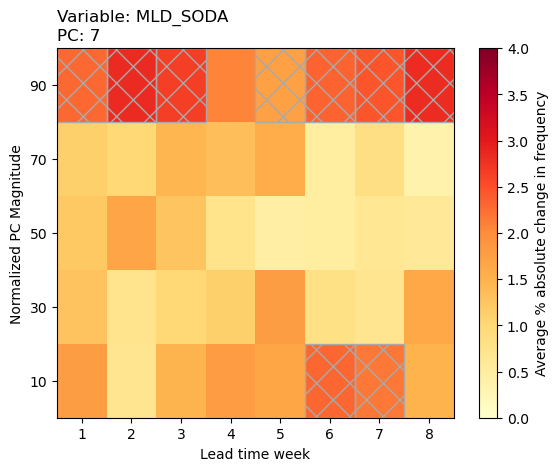 Variable: MLD_SODA
PC: 7
90
70
50
30
10
Normalized PC Magnitude
1 2 3 4 5 6 7 8
Lead time week
4.0
3.5
3.0
2.5
2.0
1.5
1.0
0.5
0.0
Average % absolute change in frequency